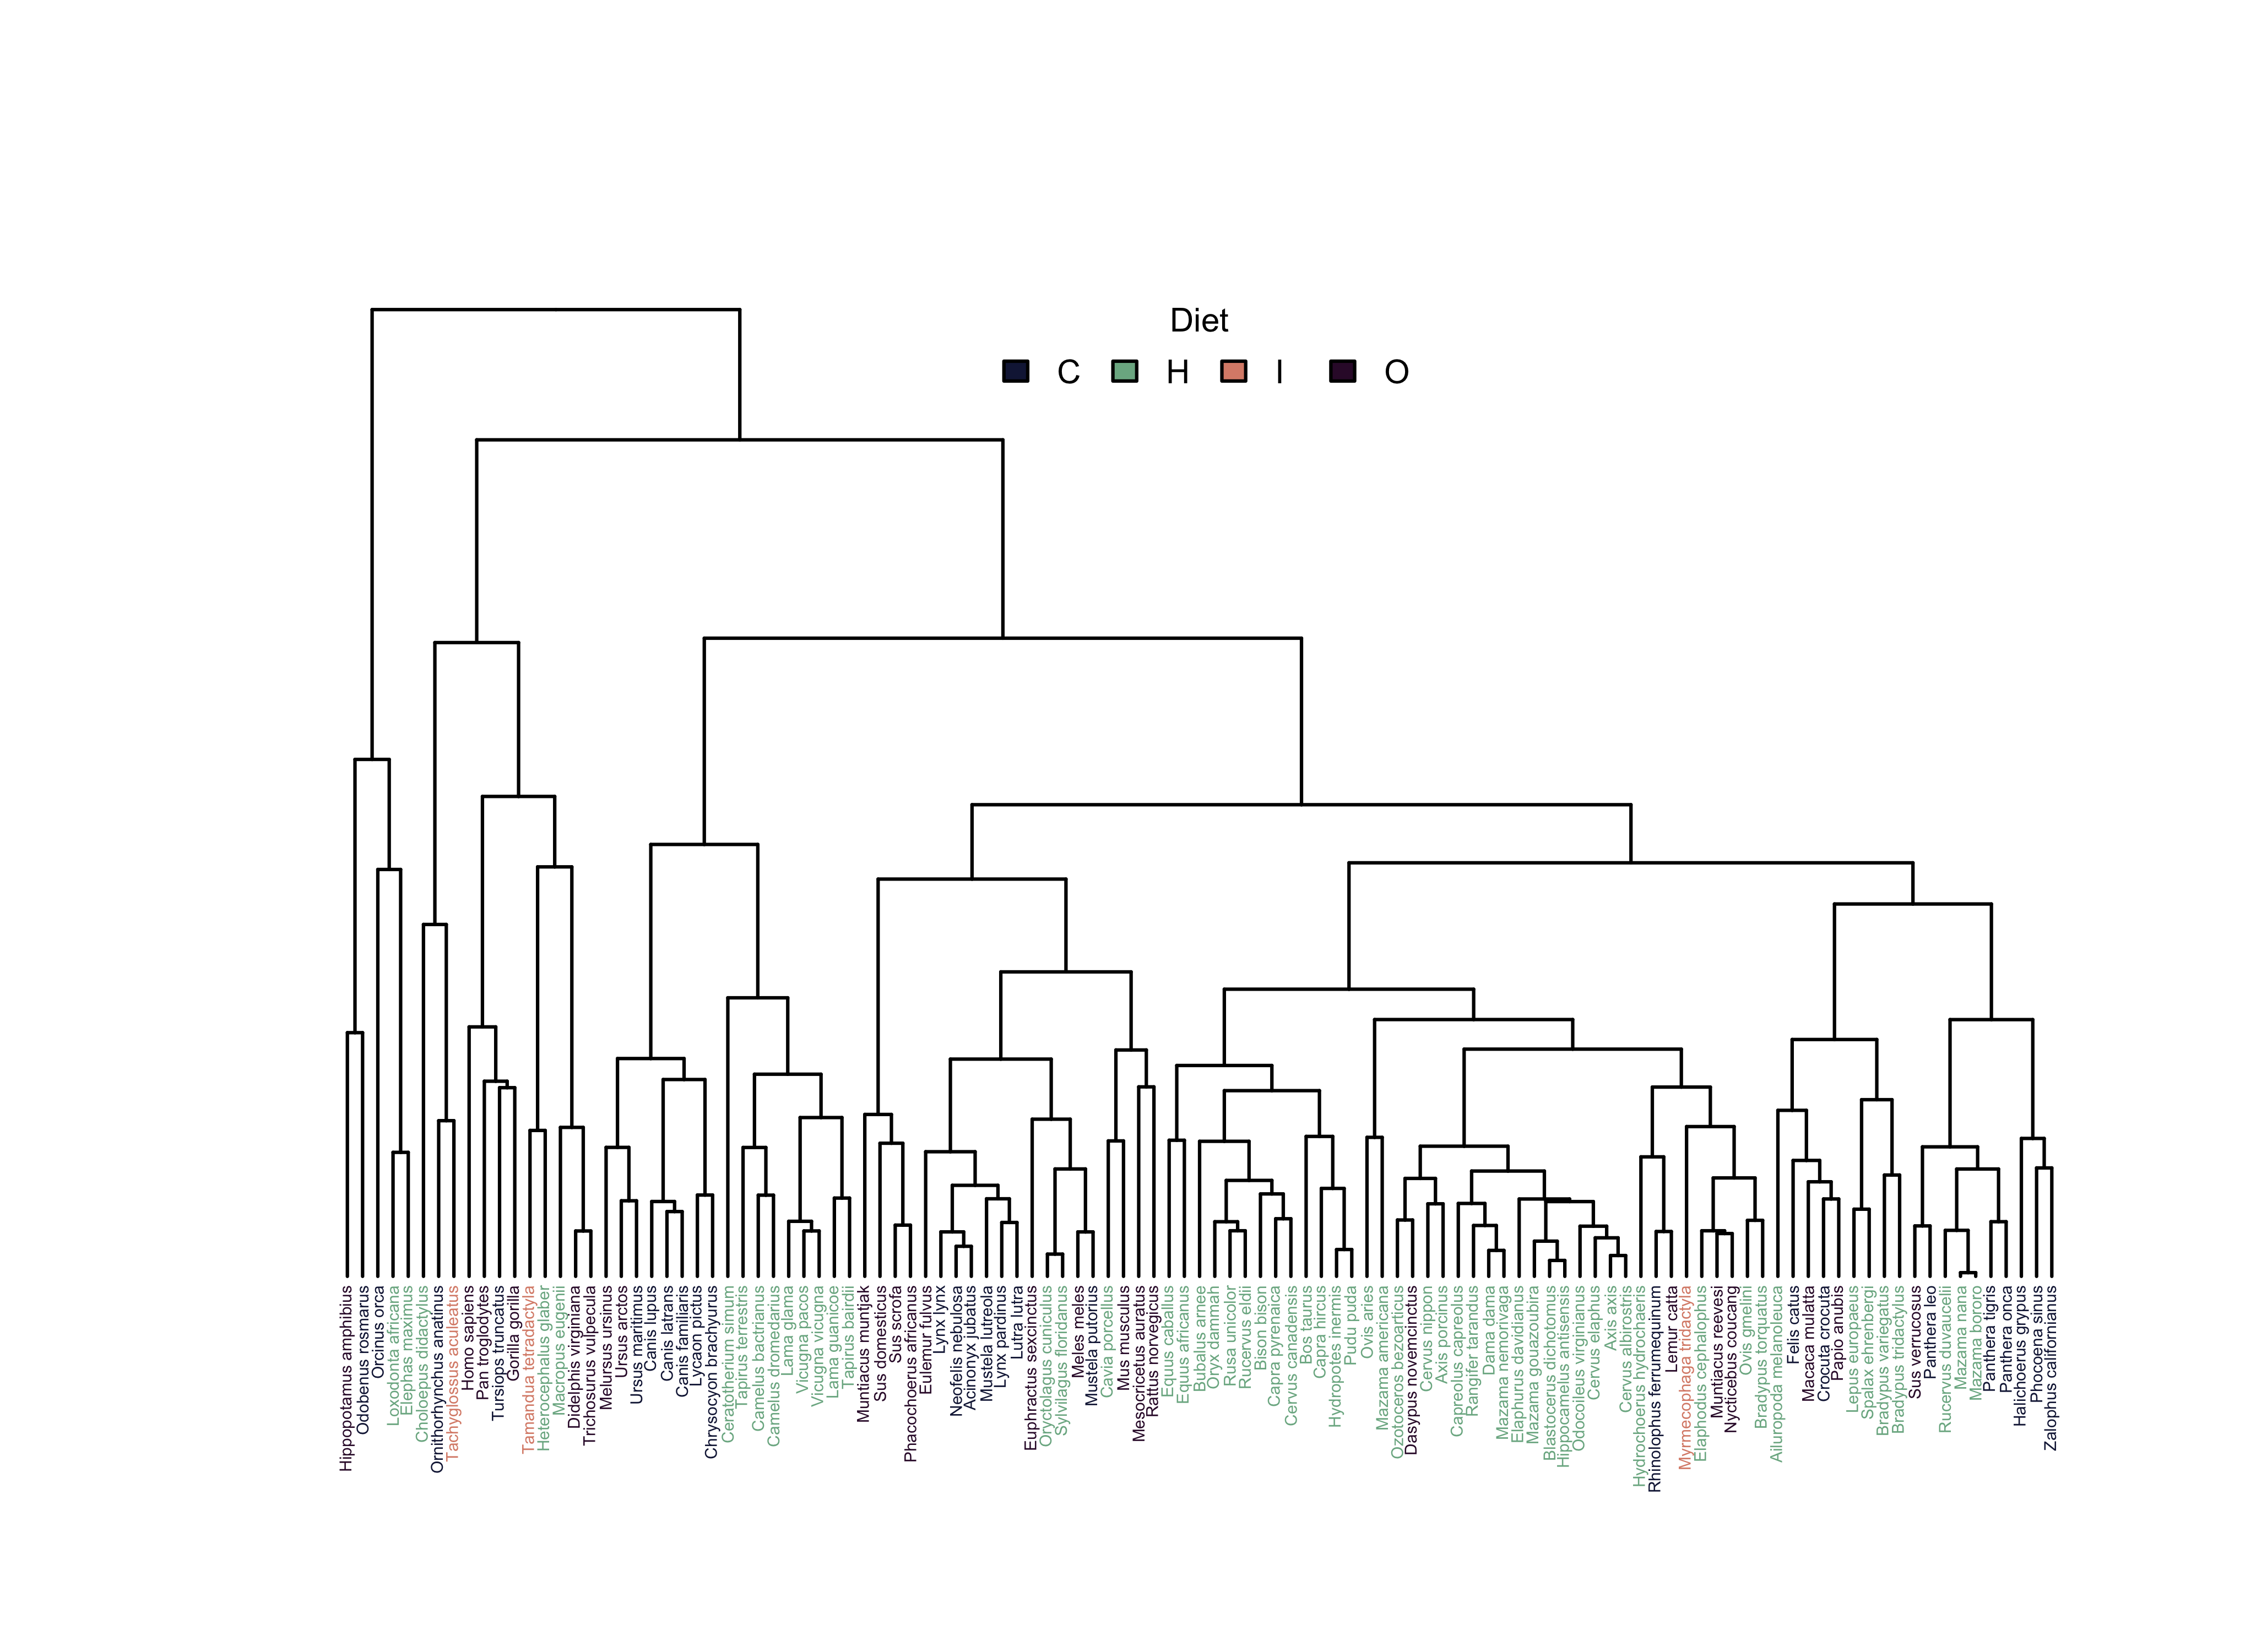 Diet
C H I O
Hippopotamus amphibius
Odobenus rosmarus
Orcinus orca
Loxodonta africana
Elephas maximus
Choloepus didactylus
Ornithorhynchus anatinus
Tachyglossus aculeatus
Homo sapiens
Pan troglodytes
Tursiops truncatus
Gorilla gorilla
Tamandua tetradactyla
Heterocephalus glaber
Macropus eugenii
Didelphis virginiana
Trichosurus vulpecula
Melursus ursinus
Ursus arctos
Ursus maritimus
Canis lupus
Canis latrans
Canis familiaris
Lycaon pictus
Chrysocyon brachyurus
Ceratotherium simum
Tapirus terrestris
Camelus bactrianus
Camelus dromedarius
Lama glama
Vicugna pacos
Vicugna vicugna
Lama guanicoe
Tapirus bairdii
Muntiacus muntjak
Sus domesticus
Sus scrofa
Phacochoerus africanus
Eulemur fulvus
Lynx lynx
Neofelis nebulosa
Acinonyx jubatus
Mustela lutreola
Lynx pardinus
Lutra lutra
Euphractus sexcinctus
Oryctolagus cuniculus
Sylvilagus floridanus
Meles meles
Mustela putorius
Cavia porcellus
Mus musculus
Mesocricetus auratus
Rattus norvegicus
Equus caballus
Equus africanus
Bubalus arnee
Oryx dammah
Rusa unicolor
Rucervus eldii
Bison bison
Capra pyrenaica
Cervus canadensis
Bos taurus
Capra hircus
Hydropotes inermis
Pudu puda
Ovis aries
Mazama americana
Ozotoceros bezoarticus
Dasypus novemcinctus
Cervus nippon
Axis porcinus
Capreolus capreolus
Rangifer tarandus
Dama dama
Mazama nemorivaga
Elaphurus davidianus
Mazama gouazoubira
Blastocerus dichotomus
Hippocamelus antisensis
Odocoileus virginianus
Cervus elaphus
Axis axis
Cervus albirostris
Hydrochoerus hydrochaeris
Rhinolophus ferrumequinum
Lemur catta
Myrmecophaga tridactyla
Elaphodus cephalophus
Muntiacus reevesi
Nycticebus coucang
Ovis gmelini
Bradypus torquatus
Ailuropoda melanoleuca
Felis catus
Macaca mullatta
Crocuta crocuta
Papio anubis
Lepus europaeus
Spalax ehrenbergi
Bradypus variegatus
Bradypus tridactylus
Sus verrucosus
Panthera leo
Rucervus duvaucelii
Mazama nana
Mazama bororo
Panthera tigris
Panthera onca
Halichoerus grypus
Phocoena sinus
Zalophus californianus